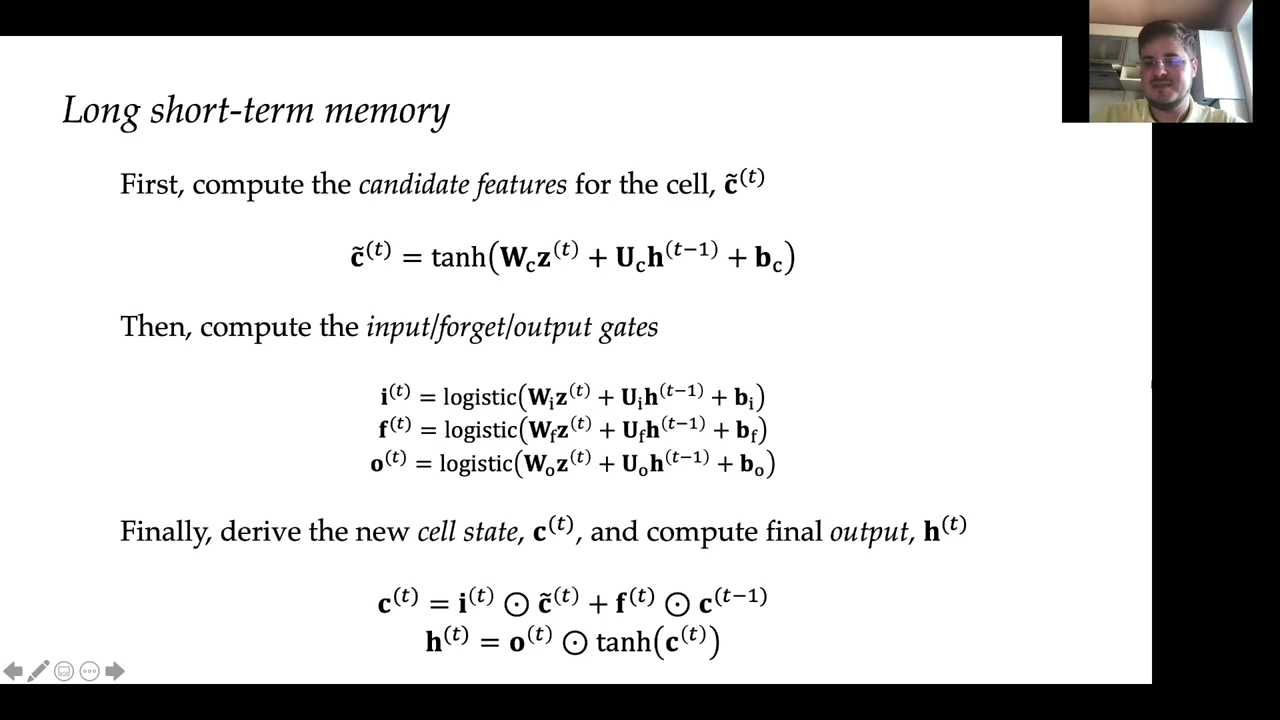 Long short-term memory
First, compute the candidate features for the cell, c̃⁽ᵗ⁾
c̃⁽ᵗ⁾ = tanh(W_c z⁽ᵗ⁾ + U_c h⁽ᵗ⁻¹⁾ + b_c)
Then, compute the input/forget/output gates
i⁽ᵗ⁾ = logistic(W_i z⁽ᵗ⁾ + U_i h⁽ᵗ⁻¹⁾ + b_i)
f⁽ᵗ⁾ = logistic(W_f z⁽ᵗ⁾ + U_f h⁽ᵗ⁻¹⁾ + b_f)
o⁽ᵗ⁾ = logistic(W_o z⁽ᵗ⁾ + U_o h⁽ᵗ⁻¹⁾ + b_o)
Finally, derive the new cell state, c⁽ᵗ⁾, and compute final output, h⁽ᵗ⁾
c⁽ᵗ⁾ = i⁽ᵗ⁾ ⊙ c̃⁽ᵗ⁾ + f⁽ᵗ⁾ ⊙ c⁽ᵗ⁻¹⁾
h⁽ᵗ⁾ = o⁽ᵗ⁾ ⊙ tanh(c⁽ᵗ⁾)